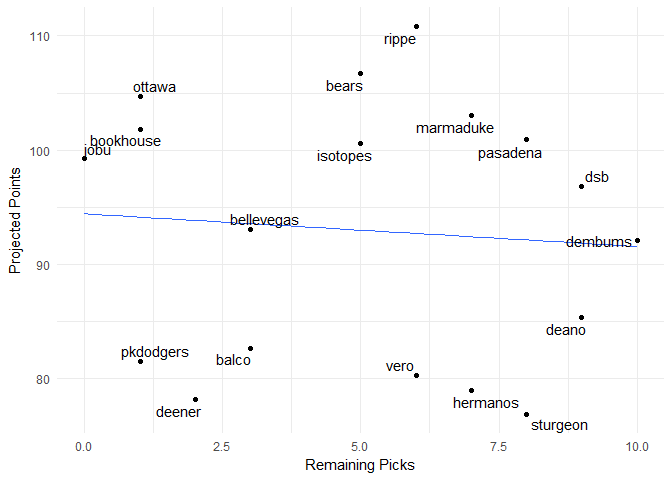 110
100
90
80
Projected Points
rippe
ottawa
bears
bookhouse
jobu
marmaduke
isotopes
pasadena
dsb
bellevegas
dembums
deano
pkdodgers
balco
vero
deener
hermanos
sturgeon
0.0
2.5
5.0
7.5
10.0
Remaining Picks